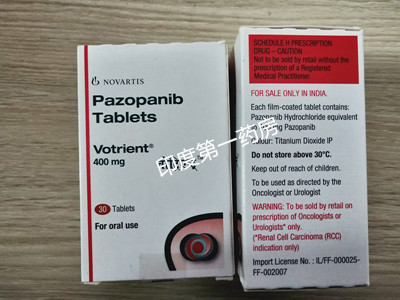 NOVARTIS
Pazopanib
Tablets
Votrient®
400 mg
30 Tablets
For oral use
印度第一药房
SCHEDULE H PRESCRIPTION
DRUG – CAUTION
Not to be sold by retail without the
prescription of a Registered
Medical Practitioner.
FOR SALE ONLY IN INDIA.
Each film-coated tablet contains:
Pazopanib Hydrochloride equivalent
Pazopanib
Colour: Titanium Dioxide IP
Do not store above 30°C.
Keep out of reach of children.
To be used as directed by the
Oncologist or Urologist
WARNING: To be sold by retail on
prescription of Oncologists or
Urologists* only.
(*Renal Cell Carcinoma (RCC)
indication only)
Import License No. : IL/FF-000025-
FF-002007